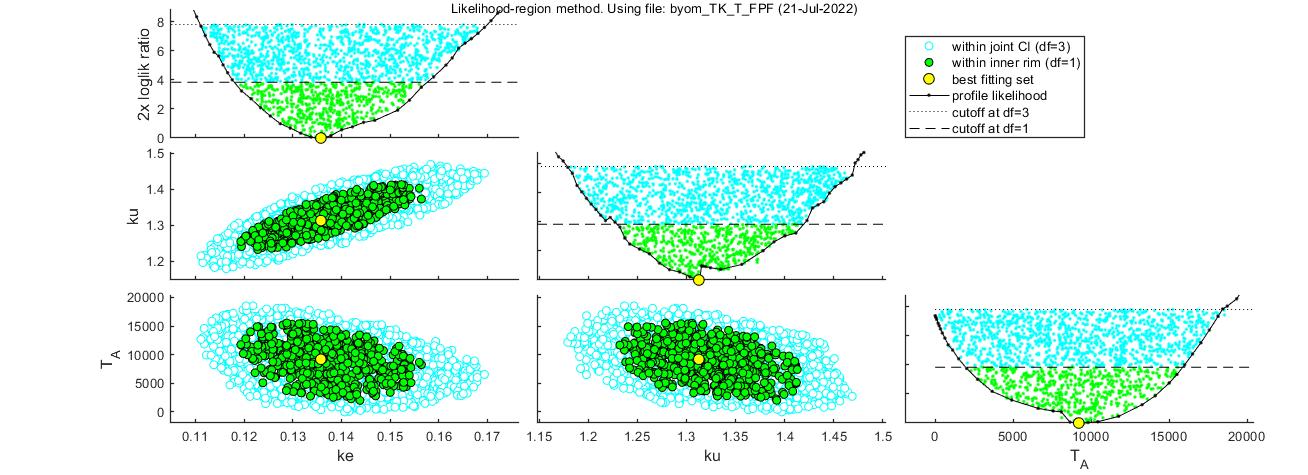 Likelihood-region method. Using file: byom_TK_T_FPF (21-Jul-2022)
2x loglik ratio
8
6
4
2
0
within joint CI (df=3)
within inner rim (df=1)
best fitting set
profile likelihood
cutoff at df=3
cutoff at df=1
ku
1.5
1.4
1.3
1.2
T_A
20000
15000
10000
5000
0
0.11 0.12 0.13 0.14 0.15 0.16 0.17
ke
1.15 1.2 1.25 1.3 1.35 1.4 1.45 1.5
ku
0 5000 10000 15000 20000
T_A